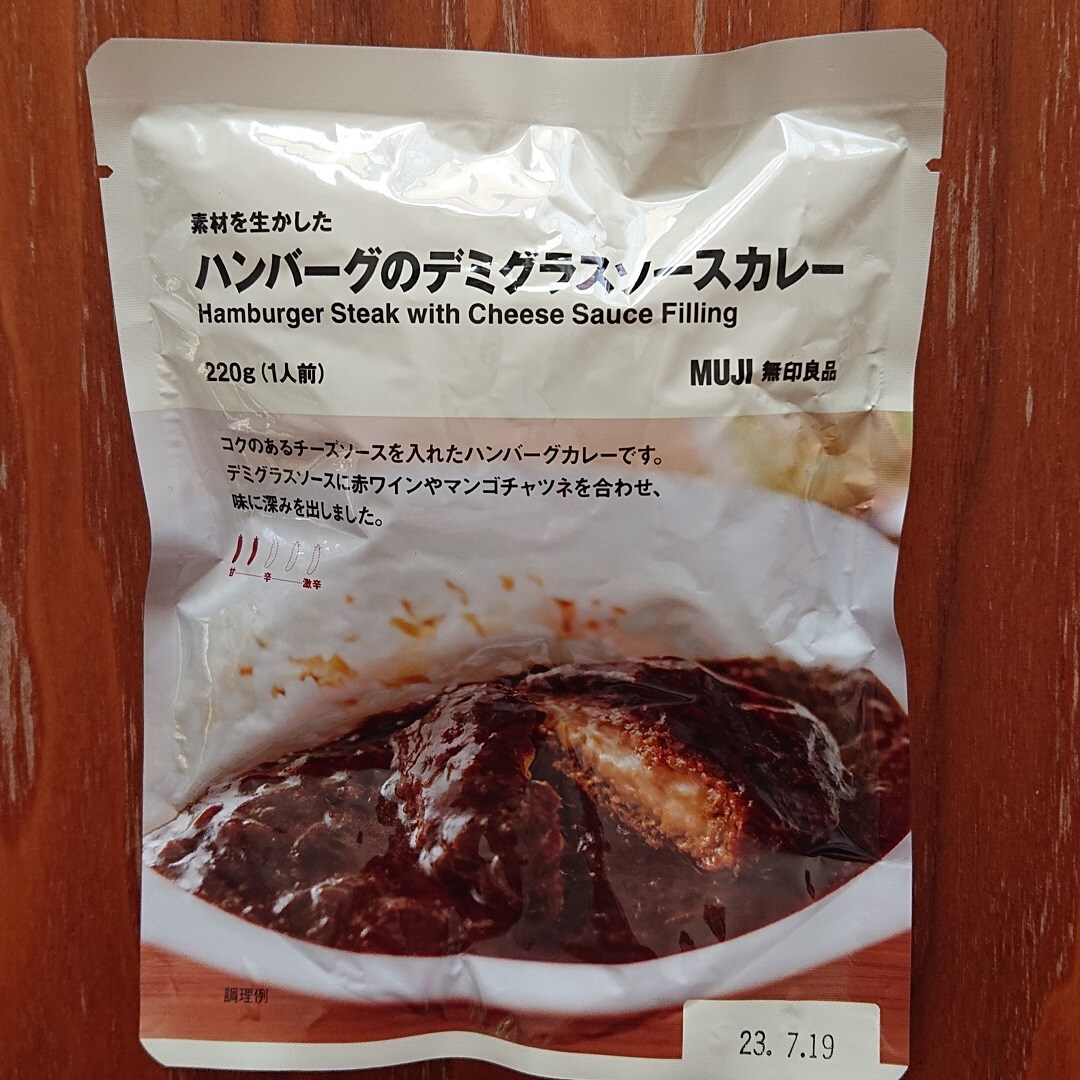 素材を生かした
ハンバーグのデミグラスソースカレー
Hamburger Steak with Cheese Sauce Filling
220g (1人前)
MUJI 無印良品
コクのあるチーズソースを入れたハンバーグカレーです。
デミグラスソースに赤ワインやマンゴチャツネを合わせ、
味に深みを出しました。
甘 辛 激辛
調理例
23. 7.19